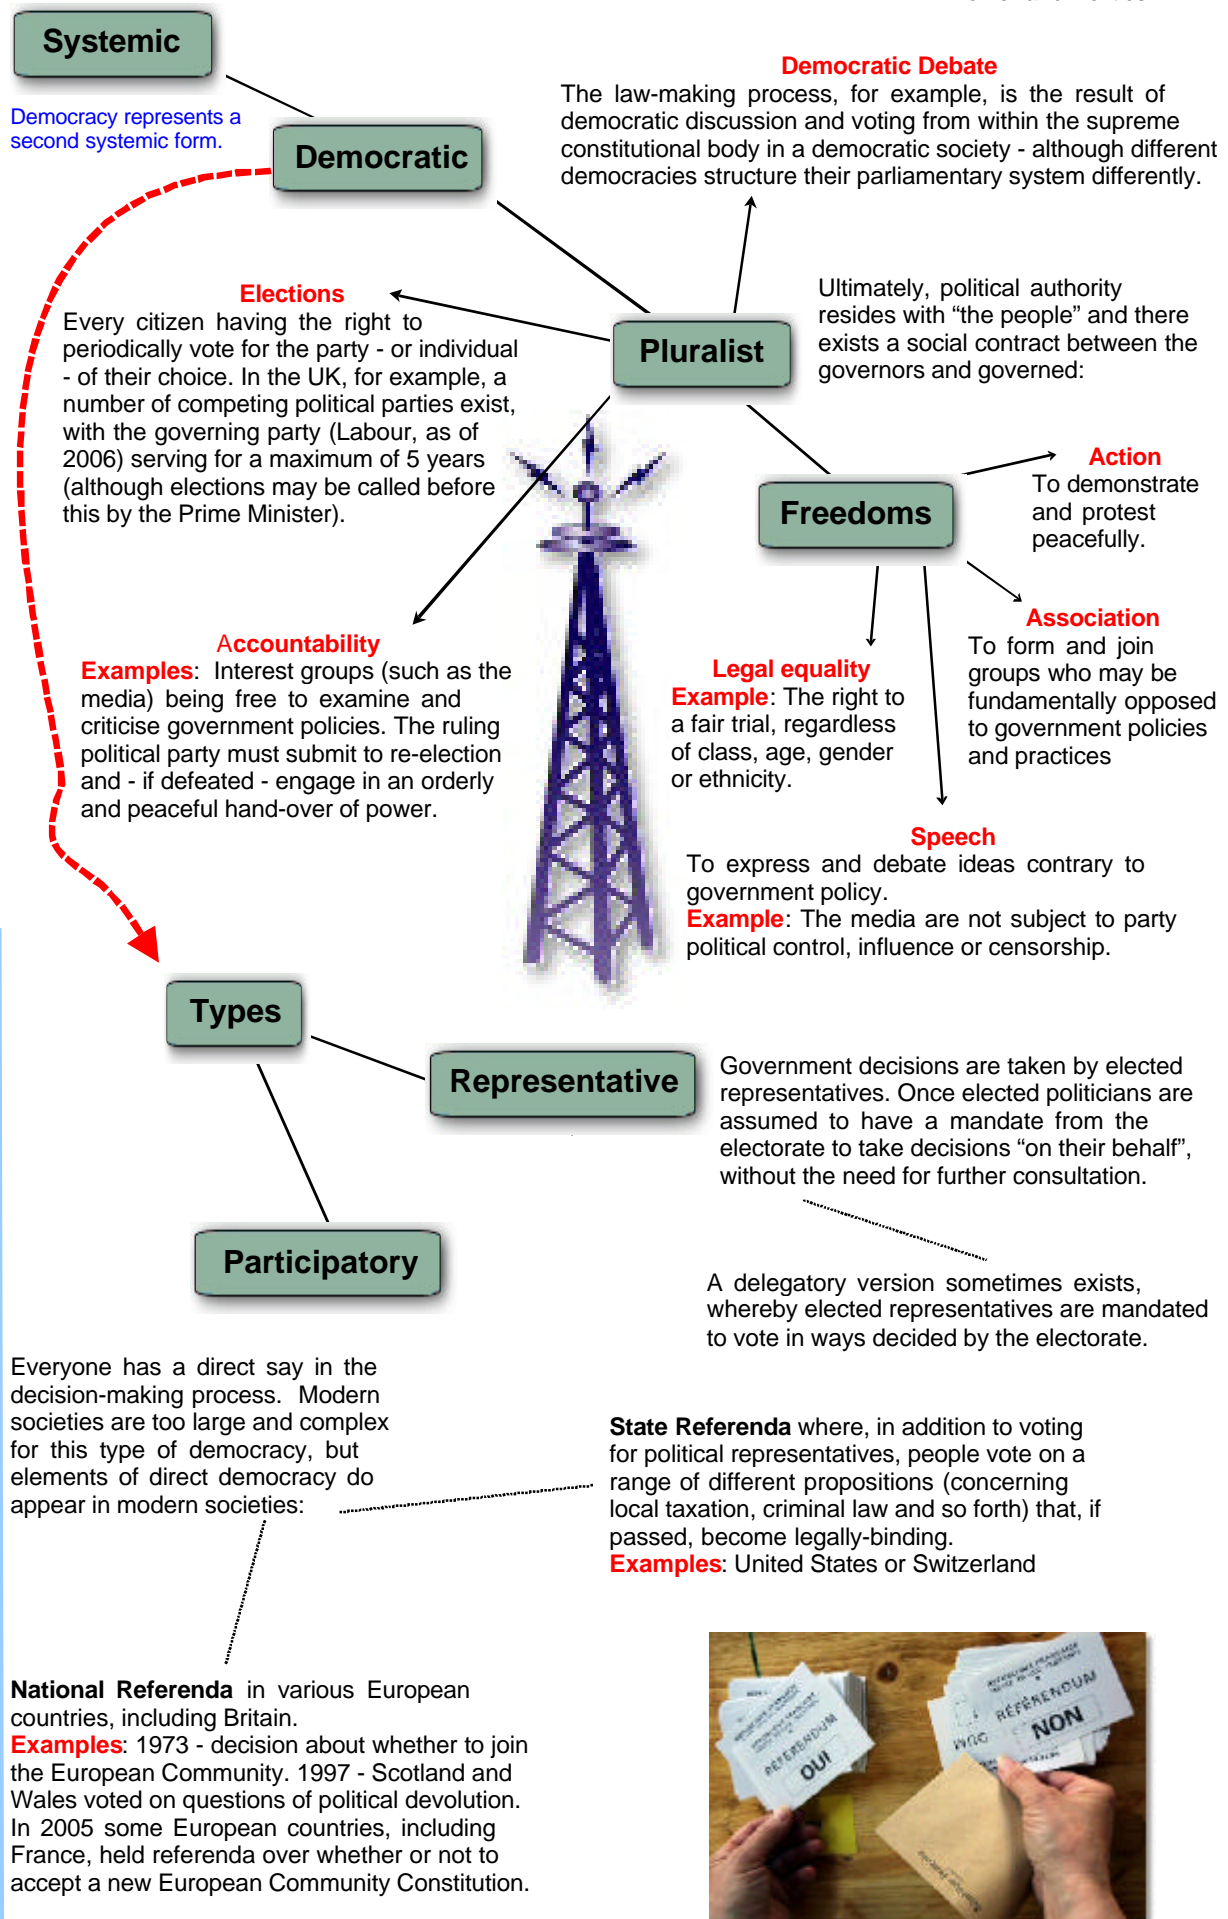 Systemic
Democracy represents a
second systemic form.
Democratic
Democratic Debate
The law-making process, for example, is the result of
democratic discussion and voting from within the supreme
constitutional body in a democratic society - although different
democracies structure their parliamentary system differently.
Elections
Every citizen having the right to
periodically vote for the party - or individual
- of their choice. In the UK, for example, a
number of competing political parties exist,
with the governing party (Labour, as of
2006) serving for a maximum of 5 years
(although elections may be called before
this by the Prime Minister).
Pluralist
Ultimately, political authority
resides with “the people” and there
exists a social contract between the
governors and governed:
Freedoms
Action
To demonstrate
and protest
peacefully.
Association
To form and join
groups who may be
fundamentally opposed
to government policies
and practices
Accountability
Examples: Interest groups (such as the
media) being free to examine and
criticise government policies. The ruling
political party must submit to re-election
and - if defeated - engage in an orderly
and peaceful hand-over of power.
Legal equality
Example: The right to
a fair trial, regardless
of class, age, gender
or ethnicity.
Speech
To express and debate ideas contrary to
government policy.
Example: The media are not subject to party
political control, influence or censorship.
Types
Representative
Government decisions are taken by elected
representatives. Once elected politicians are
assumed to have a mandate from the
electorate to take decisions “on their behalf”,
without the need for further consultation.
Participatory
A delegatory version sometimes exists,
whereby elected representatives are mandated
to vote in ways decided by the electorate.
Everyone has a direct say in the
decision-making process. Modern
societies are too large and complex
for this type of democracy, but
elements of direct democracy do
appear in modern societies:
State Referenda where, in addition to voting
for political representatives, people vote on a
range of different propositions (concerning
local taxation, criminal law and so forth) that, if
passed, become legally-binding.
Examples: United States or Switzerland
National Referenda in various European
countries, including Britain.
Examples: 1973 - decision about whether to join
the European Community. 1997 - Scotland and
Wales voted on questions of political devolution.
In 2005 some European countries, including
France, held referenda over whether or not to
accept a new European Community Constitution.
REFERENDUM
OUI
RÉFÉRENDUM
NON